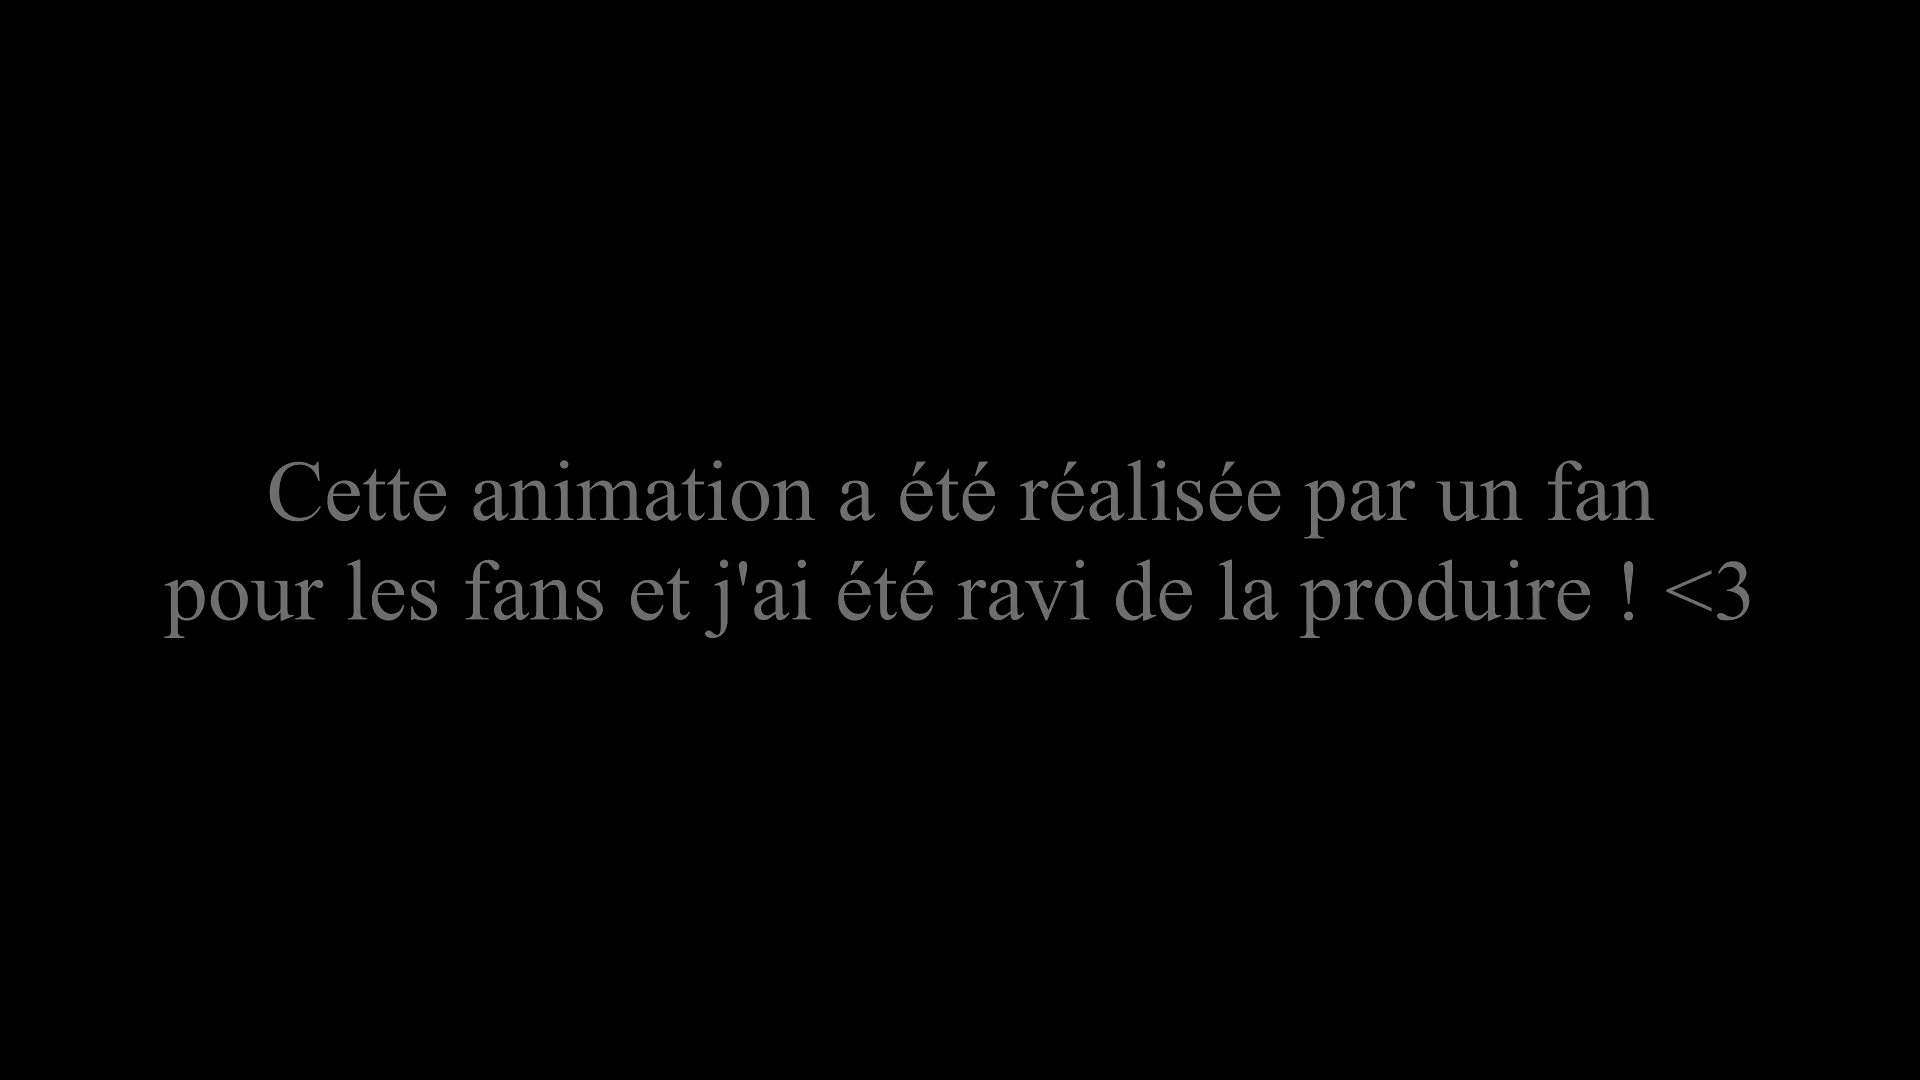 Cette animation a été réalisée par un fan
pour les fans et j'ai été ravi de la produire ! <3